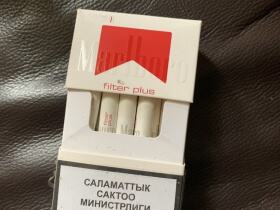 Marlboro
filter plus
САЛАМАТТЫК
САКТОО
МИНИСТРЛИГИ